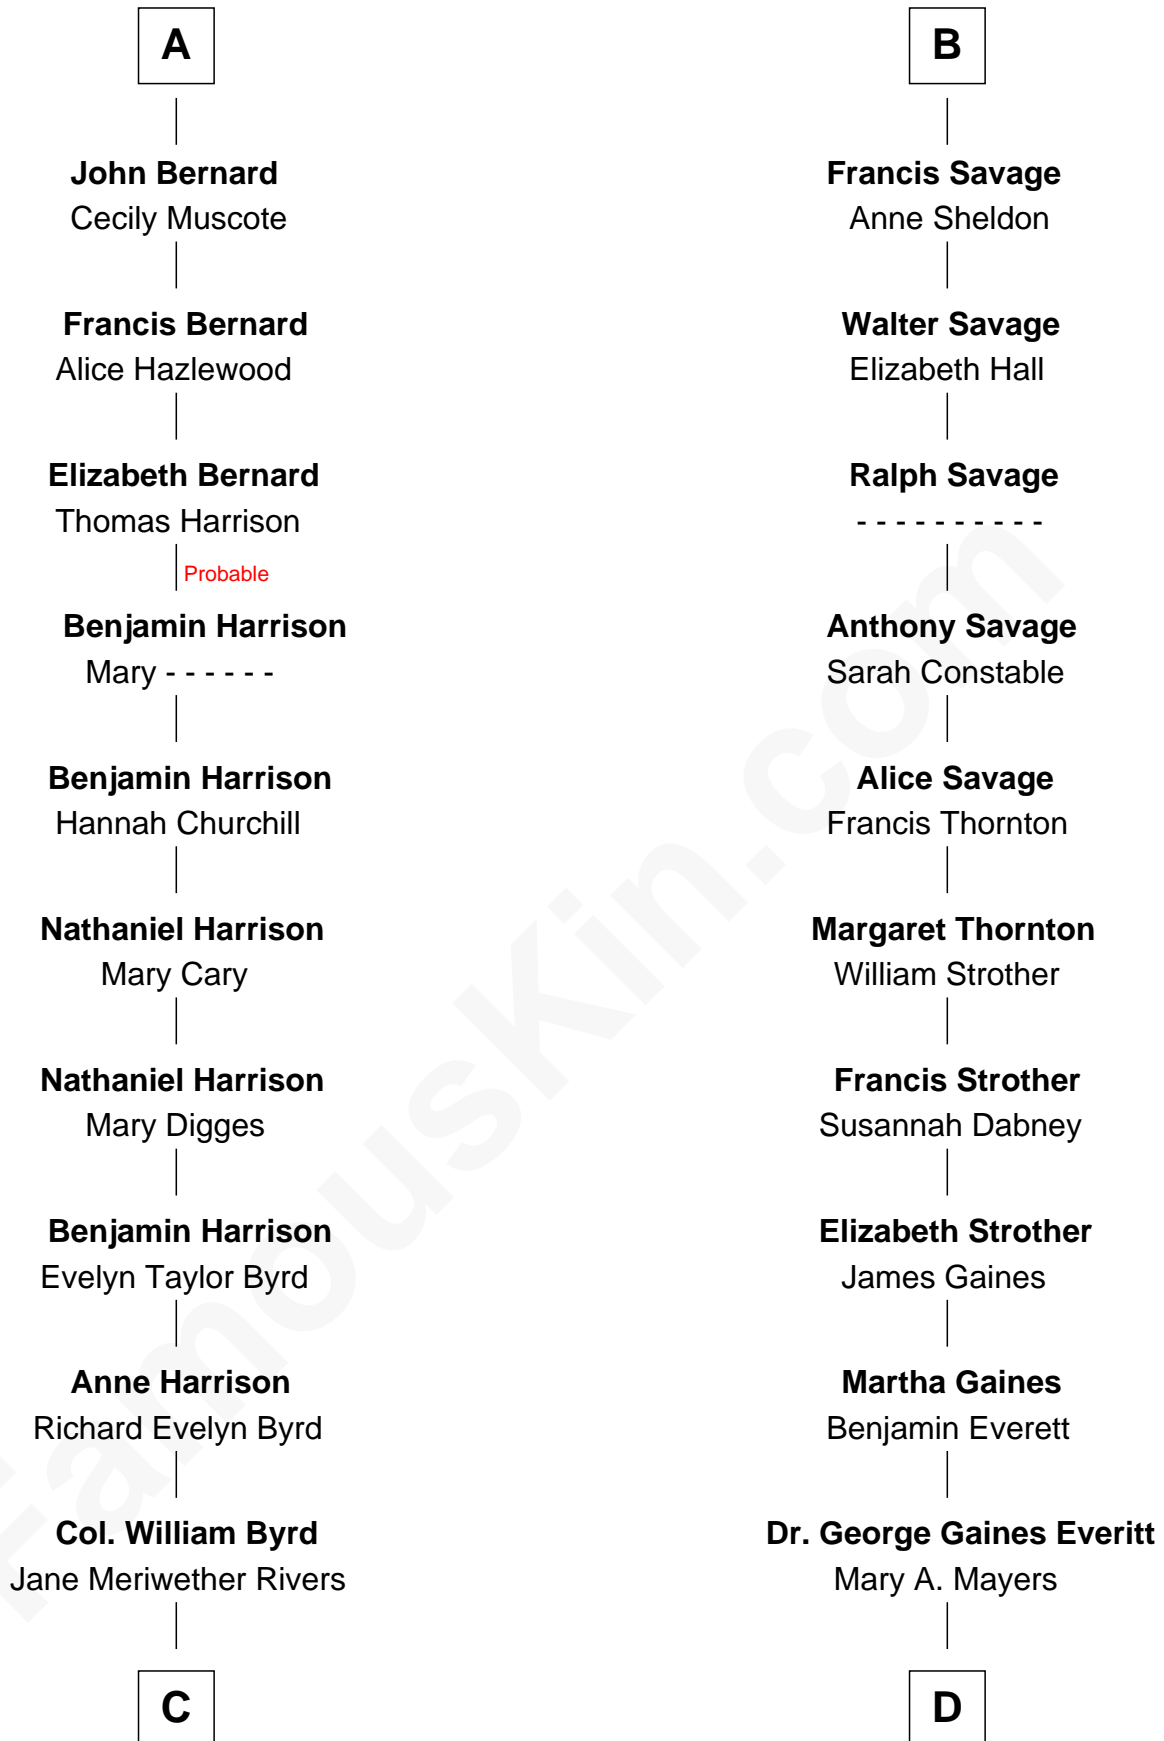 A
John Bernard
Cecily Muscote
Francis Bernard
Alice Hazlewood
Elizabeth Bernard
Thomas Harrison
Probable
Benjamin Harrison
Mary - - - - - -
Benjamin Harrison
Hannah Churchill
Nathaniel Harrison
Mary Cary
Nathaniel Harrison
Mary Digges
Benjamin Harrison
Evelyn Taylor Byrd
Anne Harrison
Richard Evelyn Byrd
Col. William Byrd
Jane Meriwether Rivers
C
B
Francis Savage
Anne Sheldon
Walter Savage
Elizabeth Hall
Ralph Savage
- - - - - - - - - -
Anthony Savage
Sarah Constable
Alice Savage
Francis Thornton
Margaret Thornton
William Strother
Francis Strother
Susannah Dabney
Elizabeth Strother
James Gaines
Martha Gaines
Benjamin Everett
Dr. George Gaines Everitt
Mary A. Mayers
D
FamousKin.com